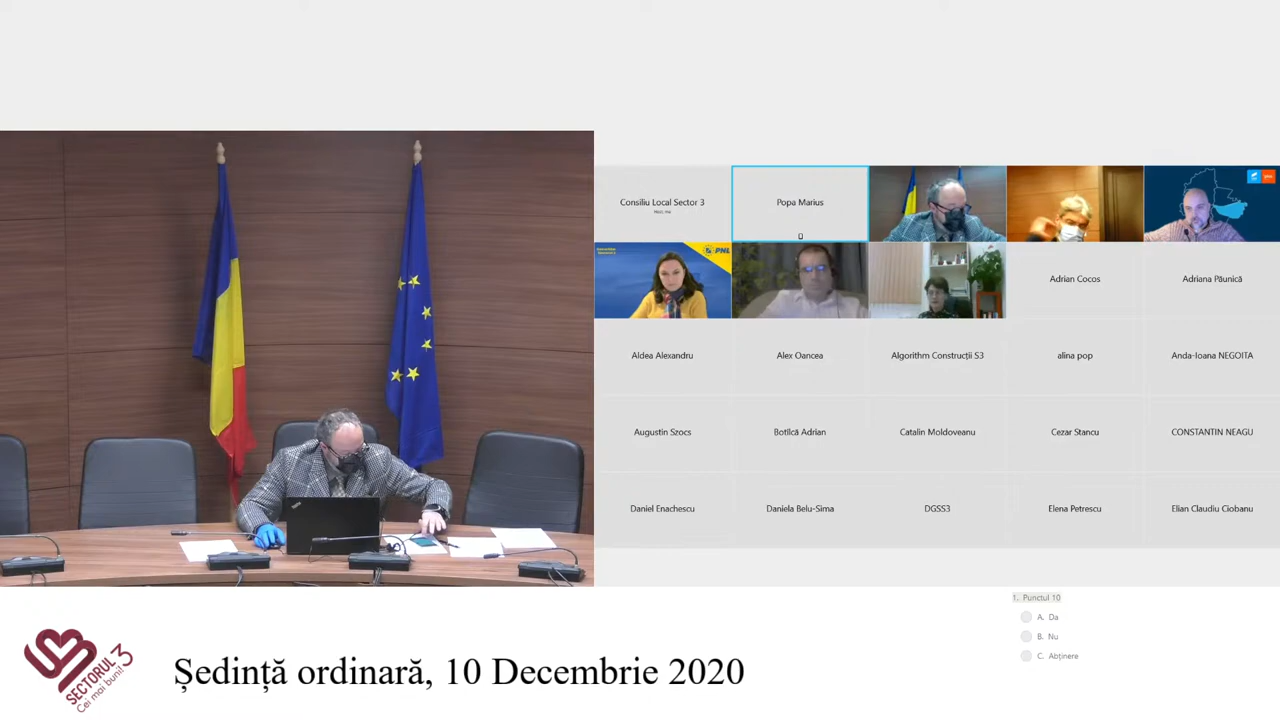 Consiliu Local Sector 3
Popa Marius
PNL
Adrian Cocos
Adriana Păunică
Aldea Alexandru
Alex Oancea
Algorithm Construcții S3
alina pop
Anda-Ioana NEGOITA
Augustin Szocs
Botîlcă Adrian
Catalin Moldoveanu
Cezar Stancu
CONSTANTIN NEAGU
Daniel Enachescu
Daniela Belu-Sima
DGSS3
Elena Petrescu
Elian Claudiu Ciobanu
1. Punctul 10
A. Da
B. Nu
C. Abținere
SECTORUL 3
Cei mai buni!
Ședință ordinară, 10 Decembrie 2020